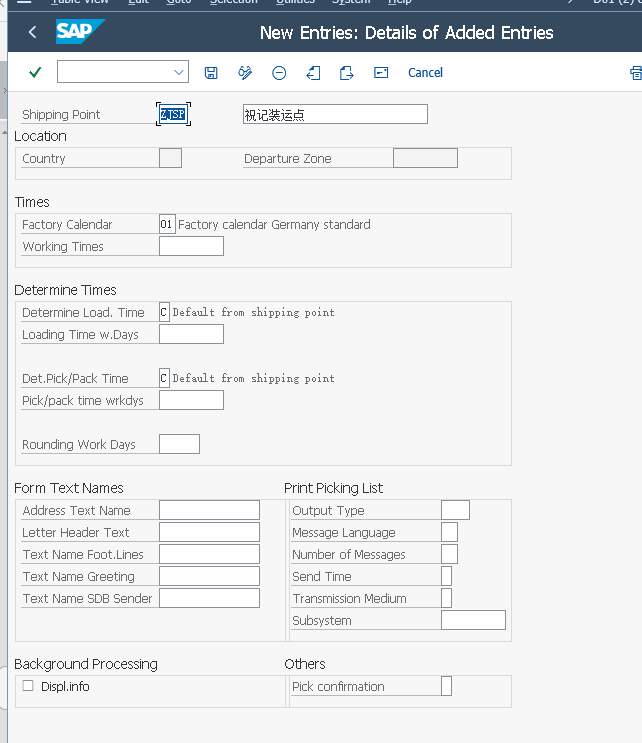 Table View Edit Goto Selection Utilities System Help
SAP New Entries: Details of Added Entries
Cancel
Shipping Point ZJSP 祝记装运点
Location
Country Departure Zone
Times
Factory Calendar 01 Factory calendar Germany standard
Working Times
Determine Times
Determine Load. Time C Default from shipping point
Loading Time w.Days
Det.Pick/Pack Time C Default from shipping point
Pick/pack time wrkdys
Rounding Work Days
Form Text Names Print Picking List
Address Text Name Output Type
Letter Header Text Message Language
Text Name Foot.Lines Number of Messages
Text Name Greeting Send Time
Text Name SDB Sender Transmission Medium
Subsystem
Background Processing Others
Displ.info Pick confirmation